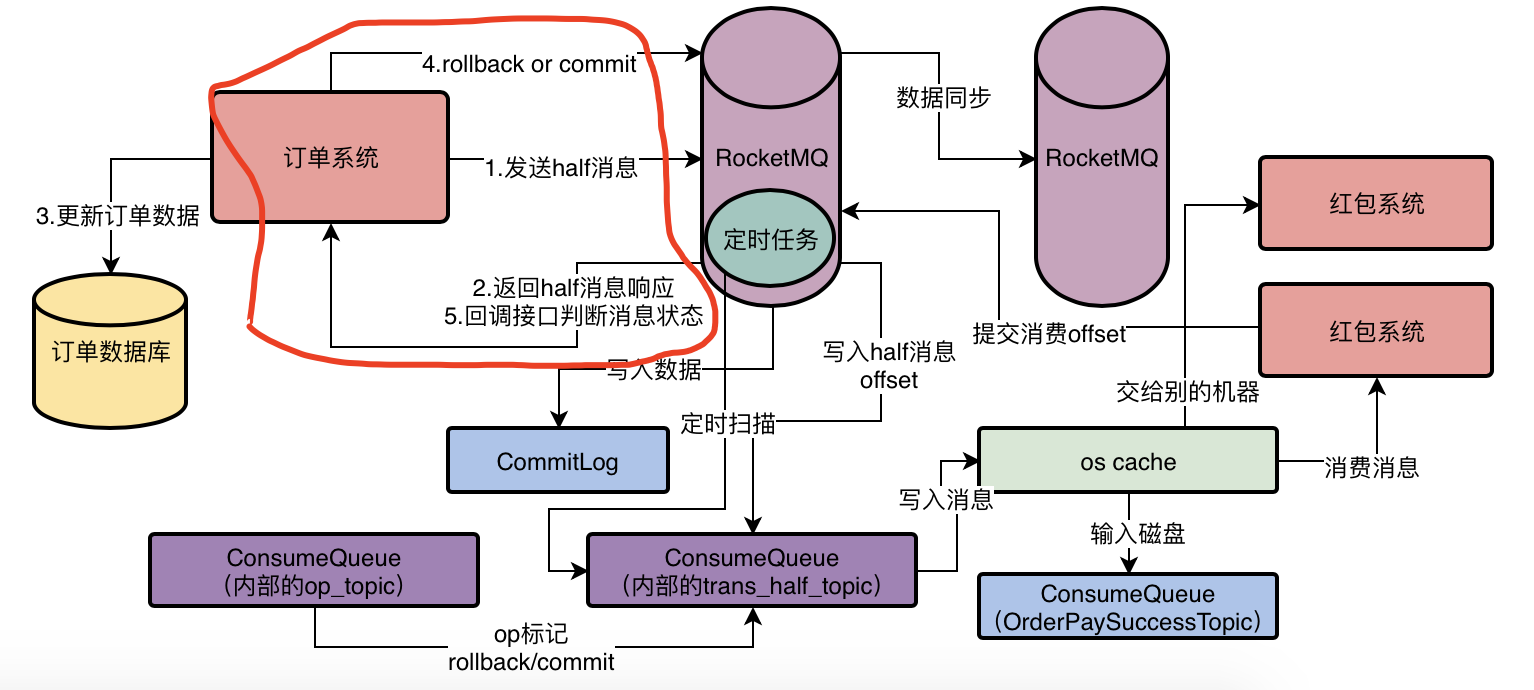 4.rollback or commit
订单系统
1.发送half消息
3.更新订单数据
订单数据库
2.返回half消息响应
5.回调接口判断消息状态
RocketMQ
定时任务
数据同步
RocketMQ
红包系统
红包系统
提交消费offset
写入half消息
offset
写入数据
定时扫描
交给别的机器
CommitLog
os cache
消费消息
写入消息
输入磁盘
ConsumeQueue
（内部的op_topic）
ConsumeQueue
（内部的trans_half_topic）
ConsumeQueue
（OrderPaySuccessTopic）
op标记
rollback/commit